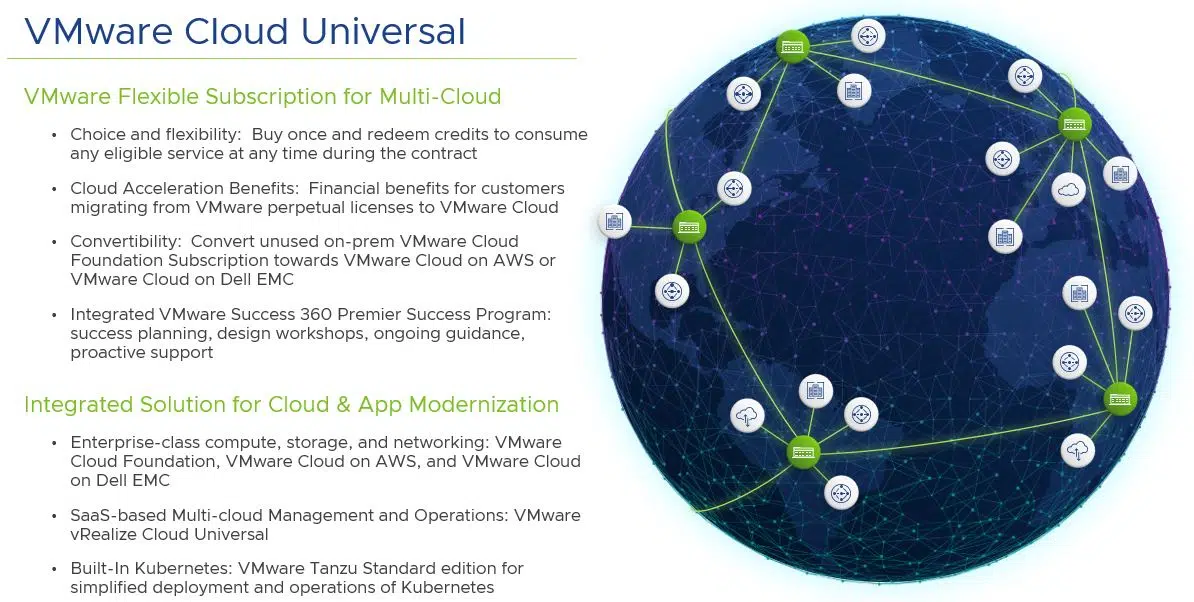 VMware Cloud Universal
VMware Flexible Subscription for Multi-Cloud
• Choice and flexibility: Buy once and redeem credits to consume
any eligible service at any time during the contract
• Cloud Acceleration Benefits: Financial benefits for customers
migrating from VMware perpetual licenses to VMware Cloud
• Convertibility: Convert unused on-prem VMware Cloud
Foundation Subscription towards VMware Cloud on AWS or
VMware Cloud on Dell EMC
• Integrated VMware Success 360 Premier Success Program:
success planning, design workshops, ongoing guidance,
proactive support
Integrated Solution for Cloud & App Modernization
• Enterprise-class compute, storage, and networking: VMware
Cloud Foundation, VMware Cloud on AWS, and VMware Cloud
on Dell EMC
• SaaS-based Multi-cloud Management and Operations: VMware
vRealize Cloud Universal
• Built-In Kubernetes: VMware Tanzu Standard edition for
simplified deployment and operations of Kubernetes